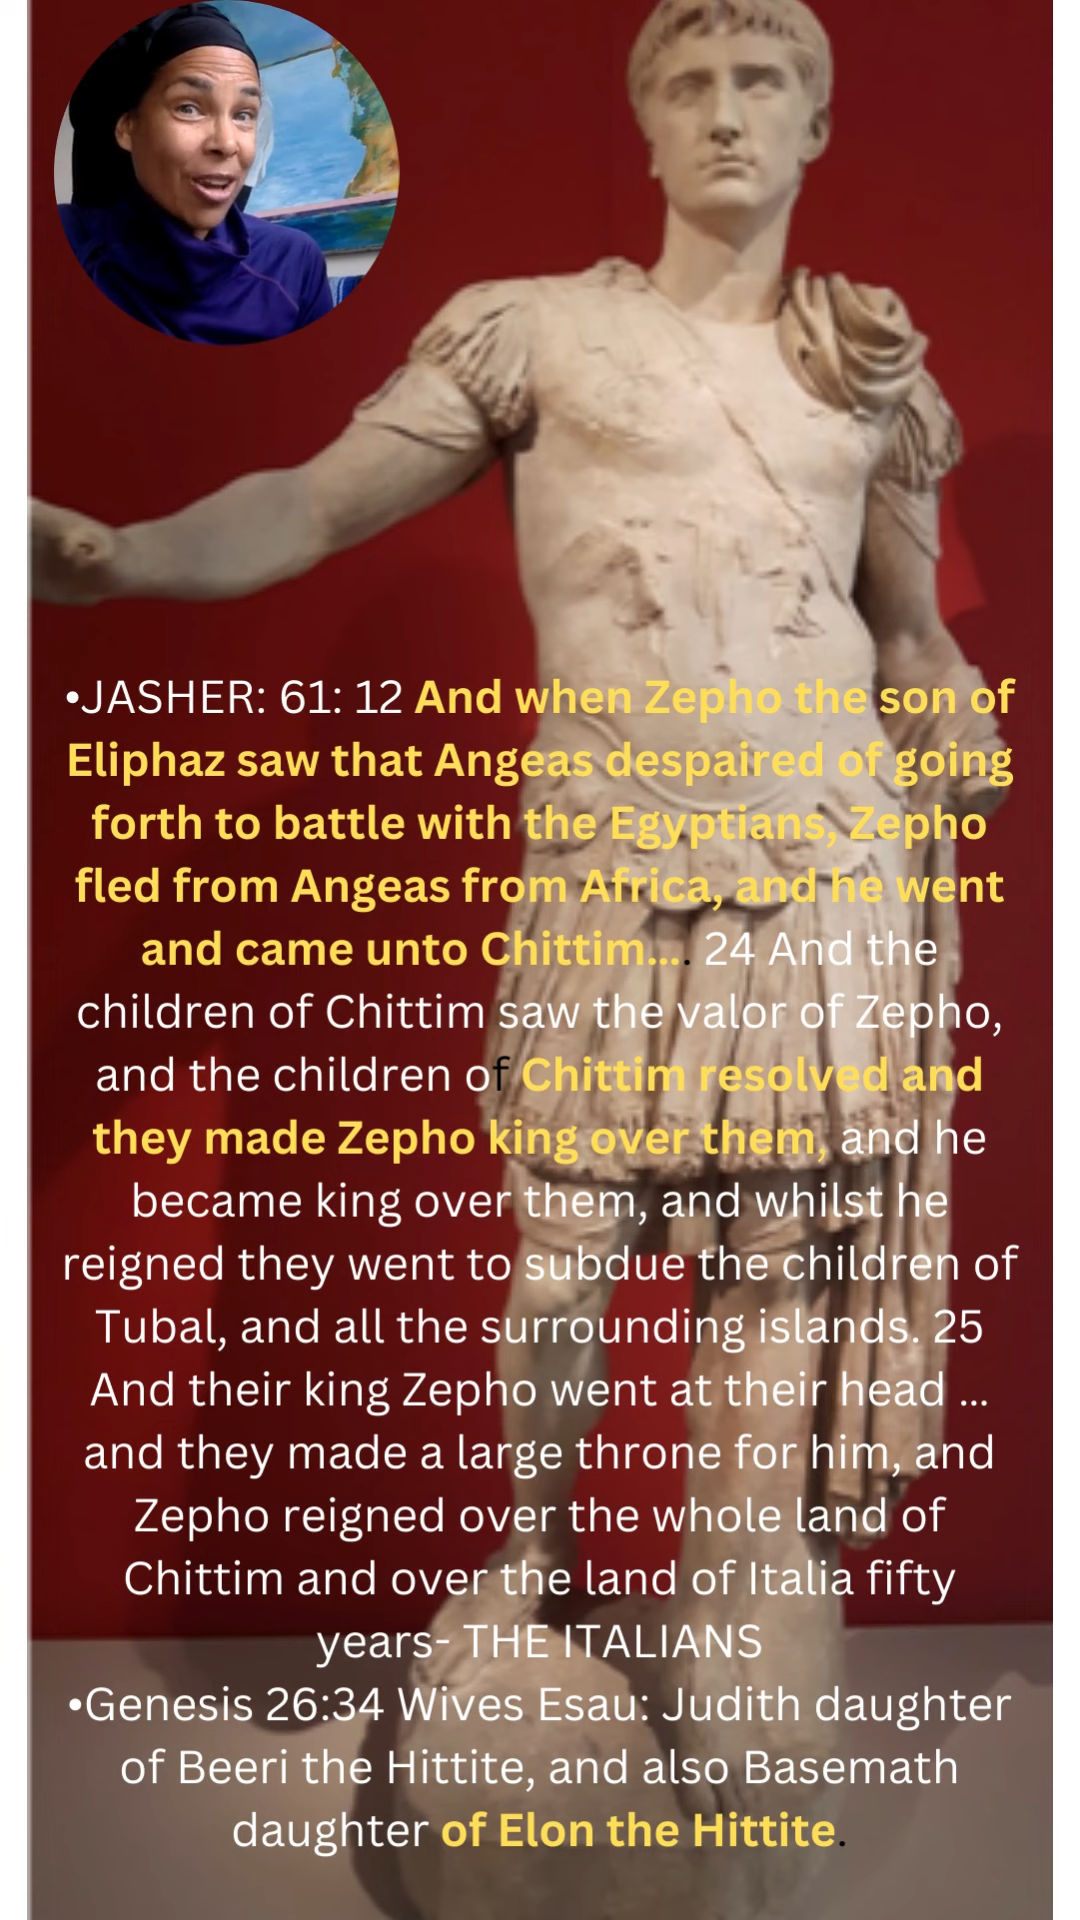 •JASHER: 61: 12 And when Zepho the son of
Eliphaz saw that Angeas despaired of going
forth to battle with the Egyptians, Zepho
fled from Angeas from Africa, and he went
and came unto Chittim.... 24 And the
children of Chittim saw the valor of Zepho,
and the children of Chittim resolved and
they made Zepho king over them, and he
became king over them, and whilst he
reigned they went to subdue the children of
Tubal, and all the surrounding islands. 25
And their king Zepho went at their head ...
and they made a large throne for him, and
Zepho reigned over the whole land of
Chittim and over the land of Italia fifty
years- THE ITALIANS
•Genesis 26:34 Wives Esau: Judith daughter
of Beeri the Hittite, and also Basemath
daughter of Elon the Hittite.